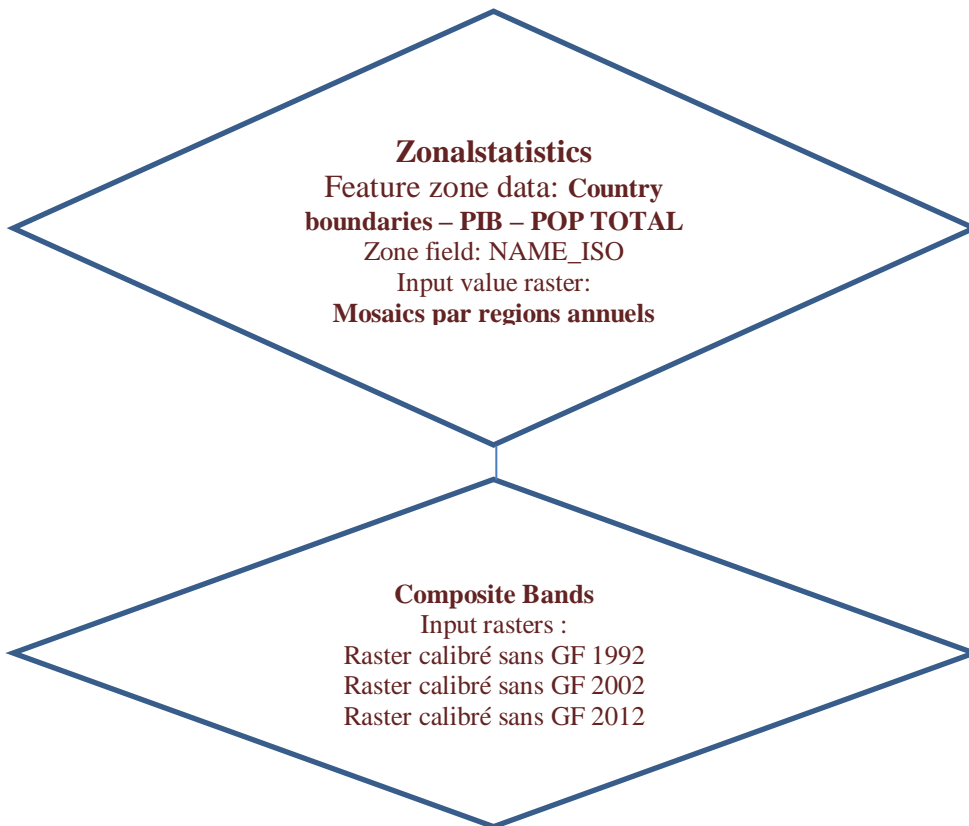 Zonalstatistics
Feature zone data: Country
boundaries – PIB – POP TOTAL
Zone field: NAME_ISO
Input value raster:
Mosaics par regions annuels
Composite Bands
Input rasters :
Raster calibré sans GF 1992
Raster calibré sans GF 2002
Raster calibré sans GF 2012